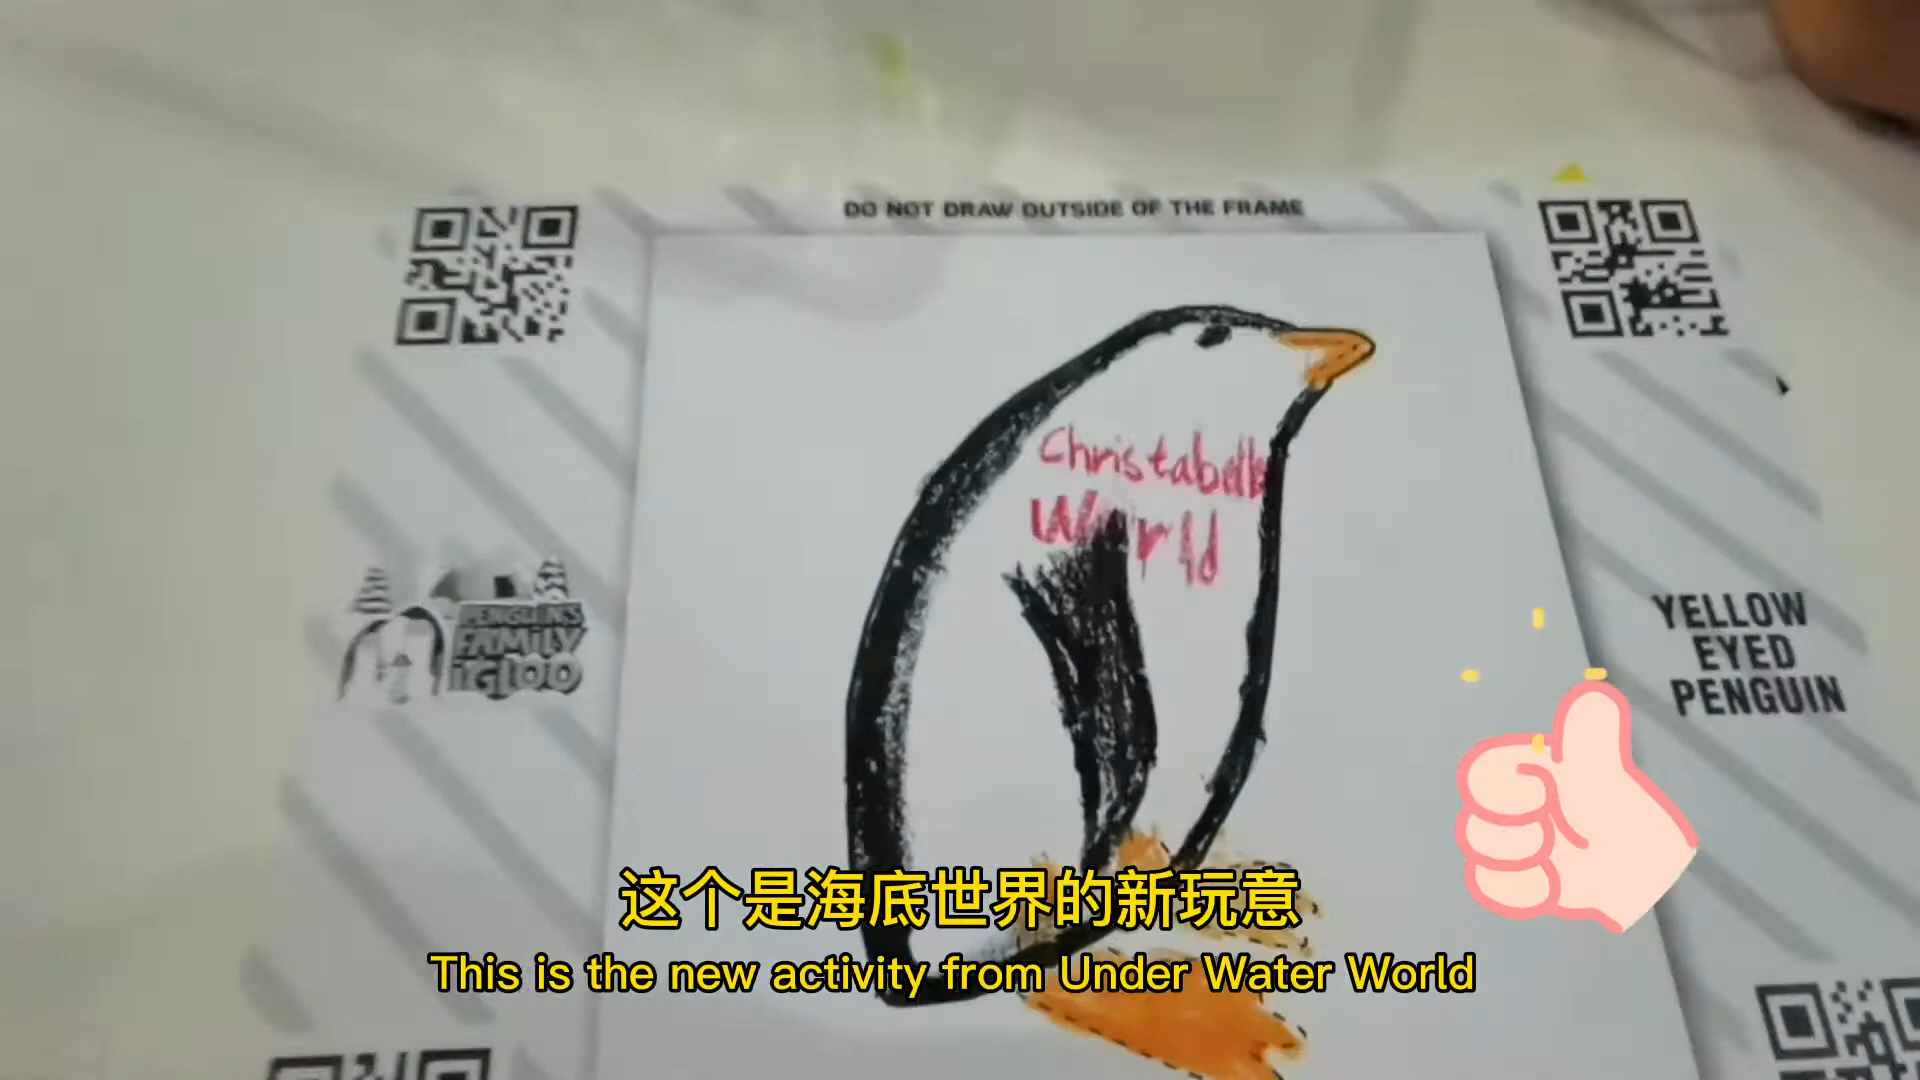 DO NOT DRAW OUTSIDE OF THE FRAME
Christabelle
World
PENGUIN'S
FAMILY
IGLOO
YELLOW
EYED
PENGUIN
这个是海底世界的新玩意
This is the new activity from Under Water World